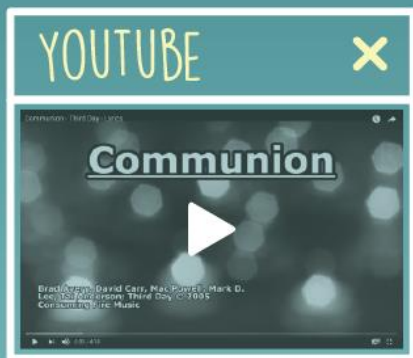 YOUTUBE
Communion - Third Day - Lyrics
Communion
Brad Avery, David Carr, Mac Powell, Mark D.
Lee, Tai Anderson; Third Day © 2005
Consuming Fire Music